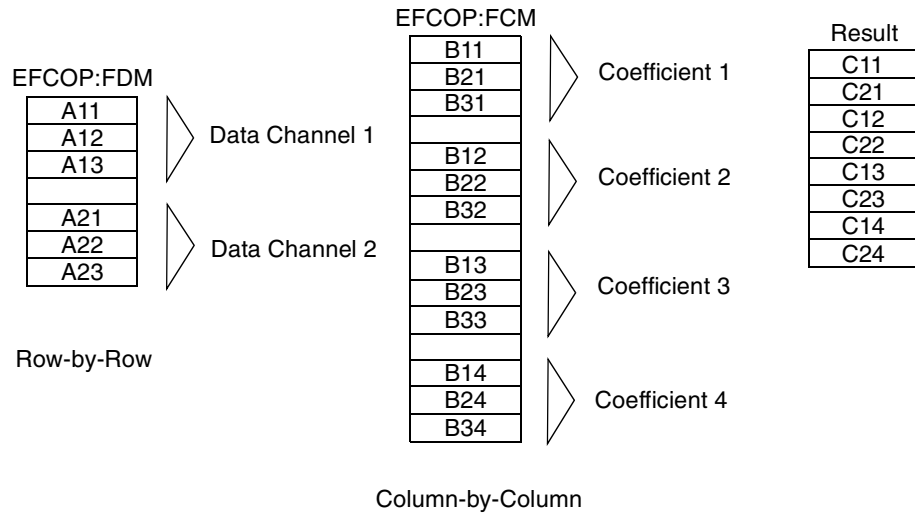 EFCOP:FDM
A11
A12
A13
A21
A22
A23
Data Channel 1
Data Channel 2
Row-by-Row
EFCOP:FCM
B11
B21
B31
B12
B22
B32
B13
B23
B33
B14
B24
B34
Coefficient 1
Coefficient 2
Coefficient 3
Coefficient 4
Column-by-Column
Result
C11
C21
C12
C22
C13
C23
C14
C24